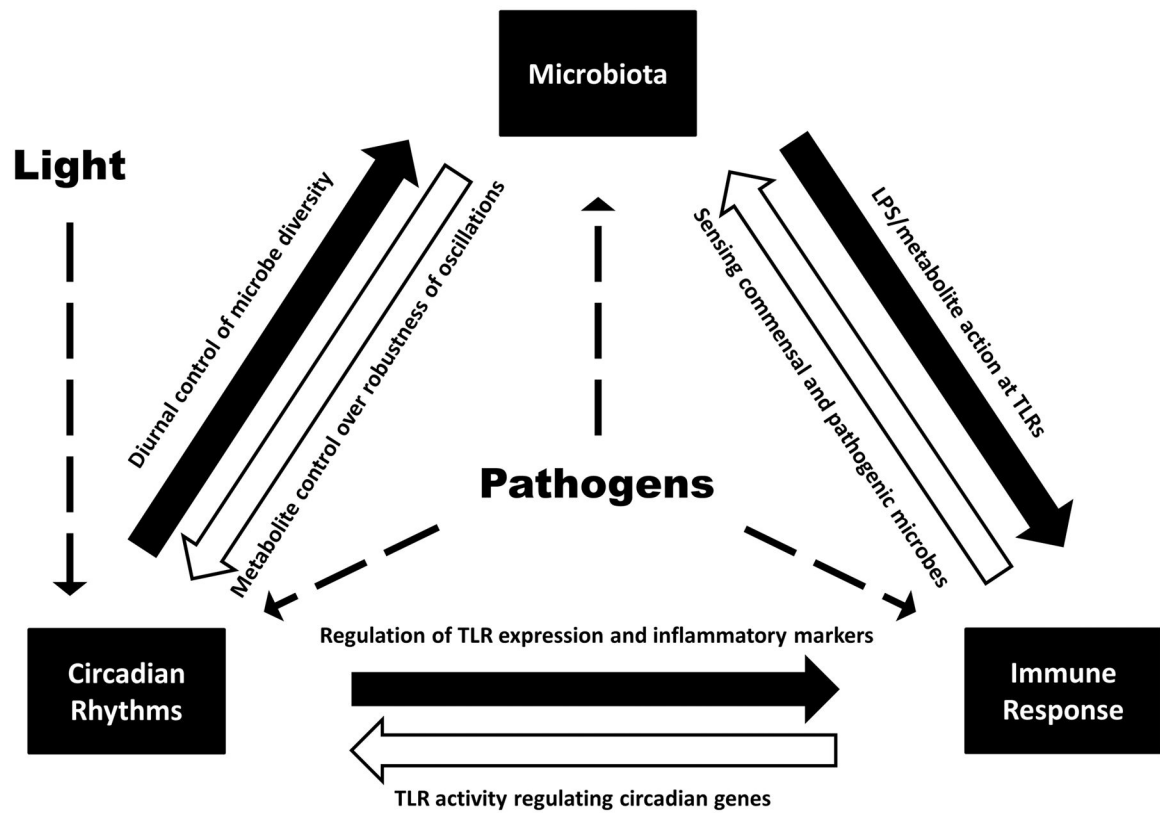 Microbiota
Light
Diurnal control of microbe diversity
Metabolite control over robustness of oscillations
Sensing commensal and pathogenic microbes
LPS/metabolite action at TLRs
Pathogens
Regulation of TLR expression and inflammatory markers
Circadian
Rhythms
Immune
Response
TLR activity regulating circadian genes